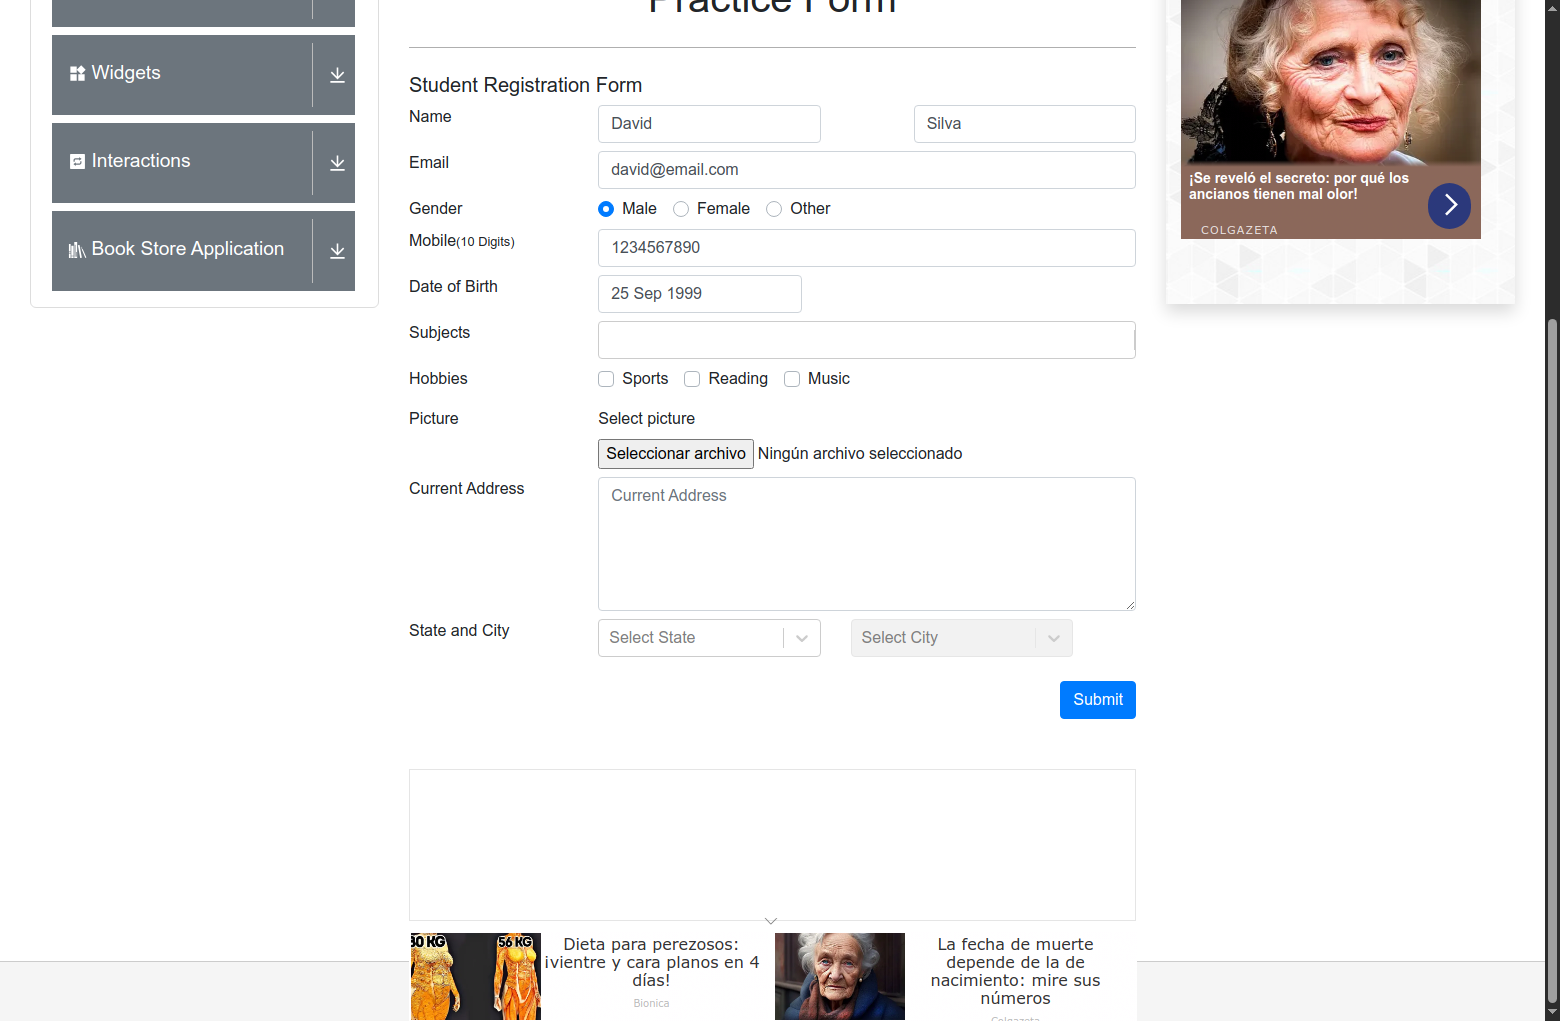 Practice Form
Widgets
Interactions
Book Store Application
Student Registration Form
Name
David
Silva
Email
david@email.com
Gender
Male
Female
Other
Mobile(10 Digits)
1234567890
Date of Birth
25 Sep 1999
Subjects
Hobbies
Sports
Reading
Music
Picture
Select picture
Seleccionar archivo
Ningún archivo seleccionado
Current Address
Current Address
State and City
Select State
Select City
Submit
¡Se reveló el secreto: por qué los
ancianos tienen mal olor!
COLGAZETA
80 KG
56 KG
Dieta para perezosos:
¡vientre y cara planos en 4
días!
Bionica
La fecha de muerte
depende de la de
nacimiento: mire sus
números
Colgazeta